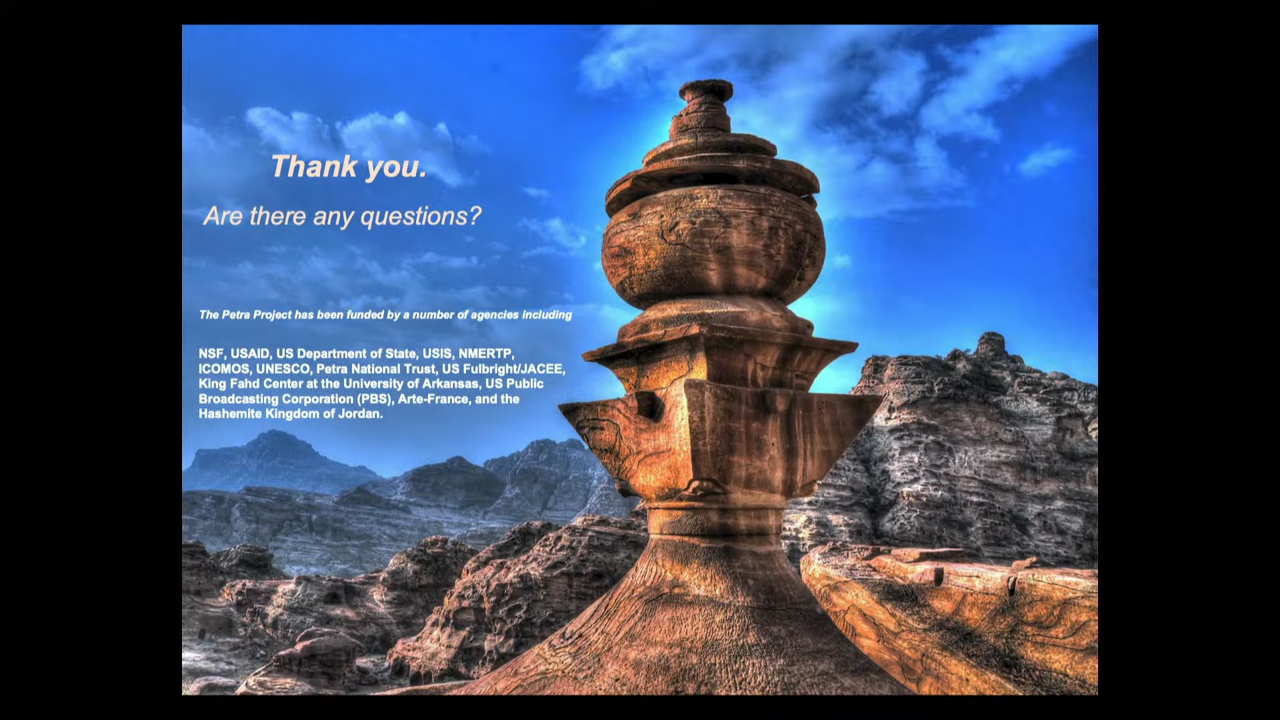 Thank you.
Are there any questions?
The Petra Project has been funded by a number of agencies including
NSF, USAID, US Department of State, USIS, NMERTP,
ICOMOS, UNESCO, Petra National Trust, US Fulbright/JACEE,
King Fahd Center at the University of Arkansas, US Public
Broadcasting Corporation (PBS), Arte-France, and the
Hashemite Kingdom of Jordan.